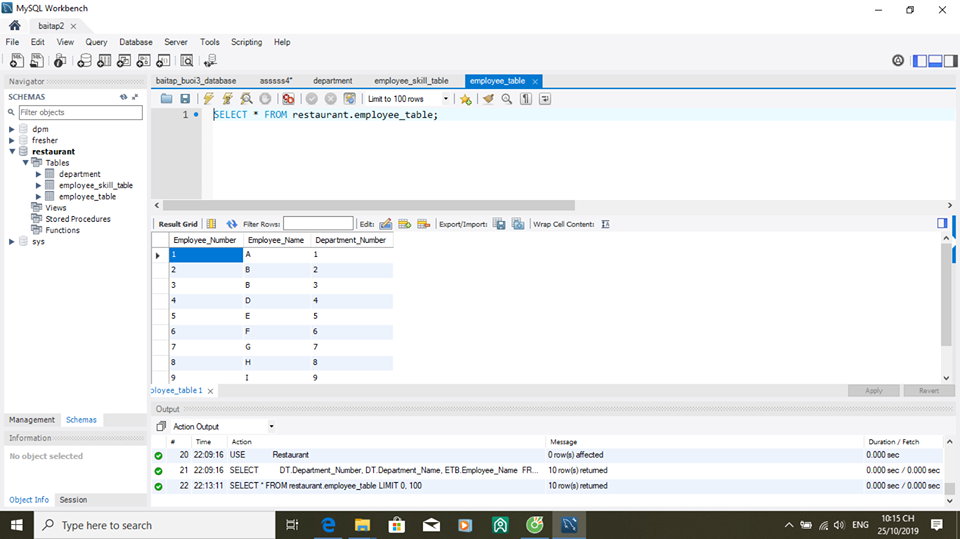 MySQL Workbench
baitap2
File Edit View Query Database Server Tools Scripting Help
Navigator
SCHEMAS
Filter objects
dpm
fresher
restaurant
Tables
department
employee_skill_table
employee_table
Views
Stored Procedures
Functions
sys
Management Schemas
Information
No object selected
Object Info Session
baitap_buoi3_database asssss4* department employee_skill_table employee_table
Limit to 100 rows
1 SELECT * FROM restaurant.employee_table;
Result Grid Filter Rows: Edit: Export/Import: Wrap Cell Content:
Employee_Number Employee_Name Department_Number
1 A 1
2 B 2
3 B 3
4 D 4
5 E 5
6 F 6
7 G 7
8 H 8
9 I 9
ployee_table 1
Apply Revert
Output
Action Output
# Time Action Message Duration / Fetch
20 22:09:16 USE Restaurant 0 row(s) affected 0.000 sec
21 22:09:16 SELECT DT.Department_Number, DT.Department_Name, ETB.Employee_Name FR... 10 row(s) returned 0.000 sec / 0.000 sec
22 22:13:11 SELECT * FROM restaurant.employee_table LIMIT 0, 100 10 row(s) returned 0.000 sec / 0.000 sec
Type here to search
ENG
10:15 CH
25/10/2019